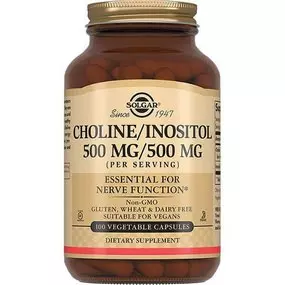 SOLGAR®
Since 1947
CHOLINE/INOSITOL
500 MG/500 MG
(PER SERVING)
ESSENTIAL FOR
NERVE FUNCTION*
Non-GMO
GLUTEN, WHEAT & DAIRY FREE
SUITABLE FOR VEGANS
100 VEGETABLE CAPSULES
DIETARY SUPPLEMENT